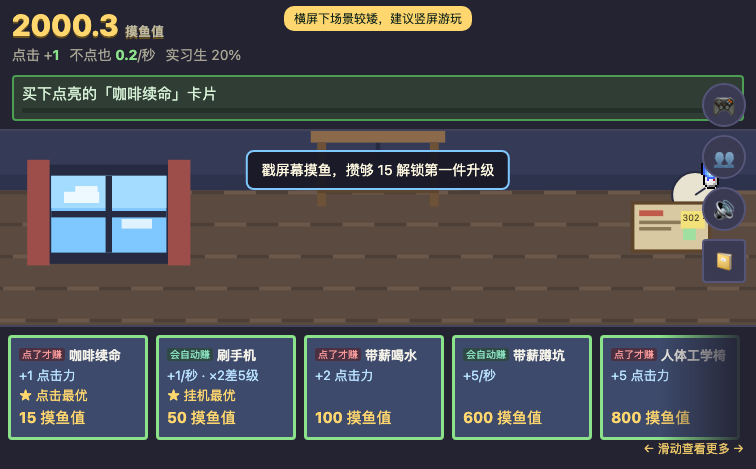 2000.3 摸鱼值
横屏下场景较矮，建议竖屏游玩
点击 +1 不点也 0.2/秒 实习生 20%
买下点亮的「咖啡续命」卡片
戳屏幕摸鱼，攒够 15 解锁第一件升级
302
点了才赚 咖啡续命
+1 点击力
★ 点击最优
15 摸鱼值
会自动赚 刷手机
+1/秒 · ×2差5级
★ 挂机最优
50 摸鱼值
点了才赚 带薪喝水
+2 点击力
100 摸鱼值
会自动赚 带薪蹲坑
+5/秒
600 摸鱼值
点了才赚 人体工学椅
+5 点击力
800 摸鱼值
← 滑动查看更多 →